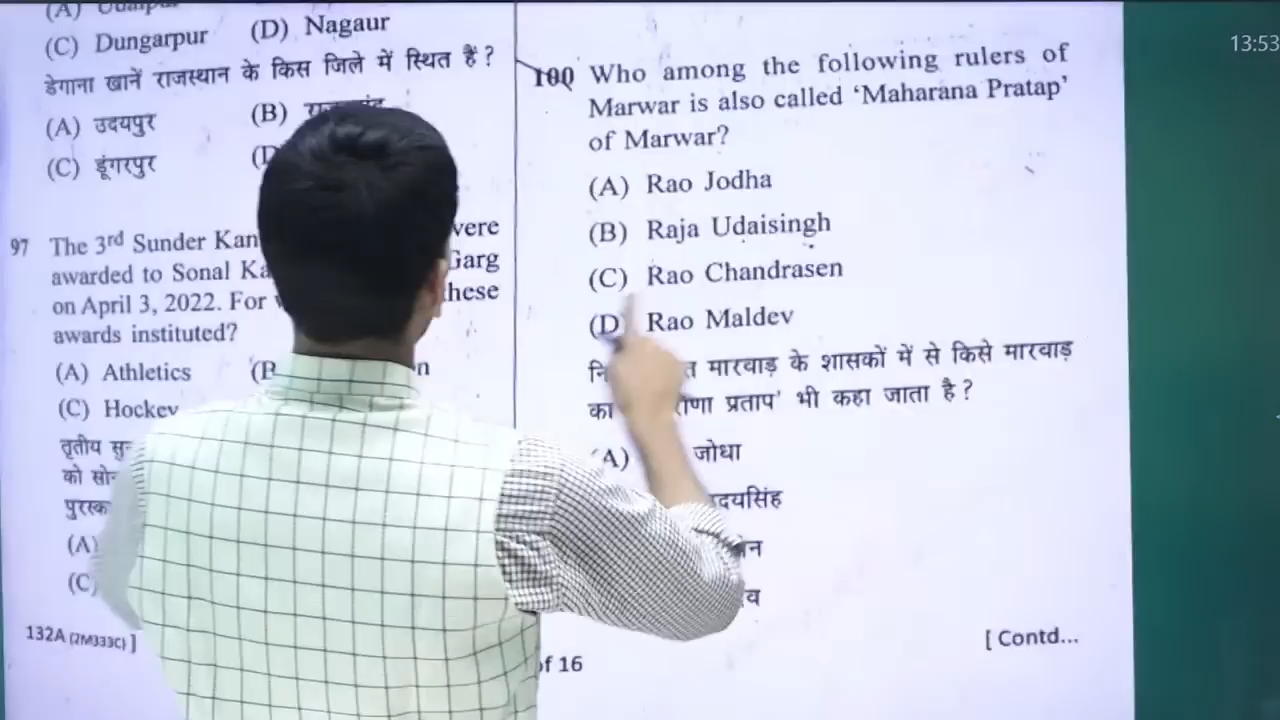 (A) Udaipur
(C) Dungarpur (D) Nagaur
डेगाना खानें राजस्थान के किस जिले में स्थित हैं ?
(A) उदयपुर (B)
(C) डूंगरपुर
97 The 3rd Sunder were
awarded to Sonal Garg
on April 3, 2022. For these
awards instituted?
(A) Athletics
(C) Hockey
तृतीय
को
(A)
(C)
132A (2M333C) ]
of 16
100 Who among the following rulers of
Marwar is also called ‘Maharana Pratap’
of Marwar?
(A) Rao Jodha
(B) Raja Udaisingh
(C) Rao Chandrasen
(D) Rao Maldev
मारवाड़ के शासकों में से किसे मारवाड़
का प्रताप’ भी कहा जाता है ?
(A) जोधा
[ Contd...
13:53